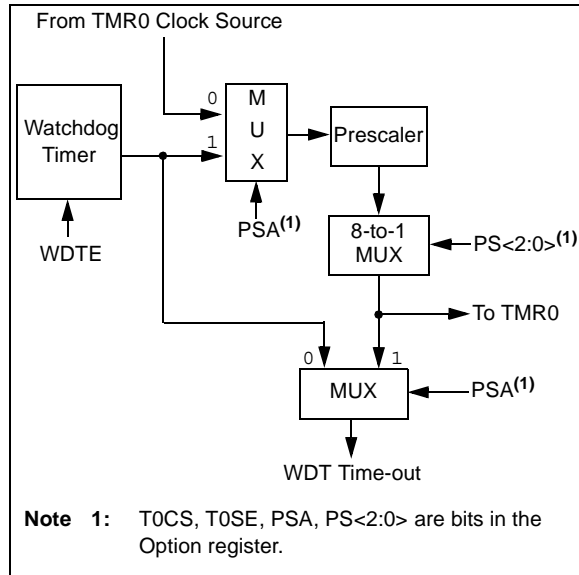 From TMR0 Clock Source
0
M
U
X
1
Watchdog
Timer
Prescaler
WDTE
PSA(1)
8-to-1
MUX
PS<2:0>(1)
To TMR0
0
1
MUX
PSA(1)
WDT Time-out
Note 1: T0CS, T0SE, PSA, PS<2:0> are bits in the
Option register.